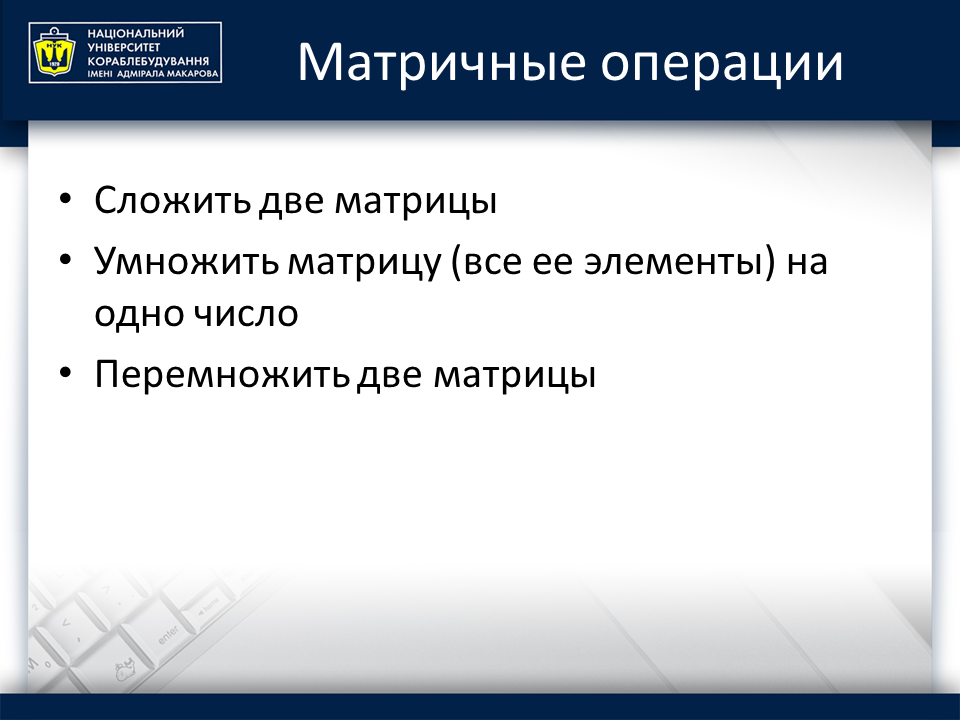 НАЦІОНАЛЬНИЙ
УНІВЕРСИТЕТ
КОРАБЛЕБУДУВАННЯ
ІМЕНІ АДМІРАЛА МАКАРОВА
НУК
1920
Матричные операции
• Сложить две матрицы
• Умножить матрицу (все ее элементы) на
одно число
• Перемножить две матрицы
enter